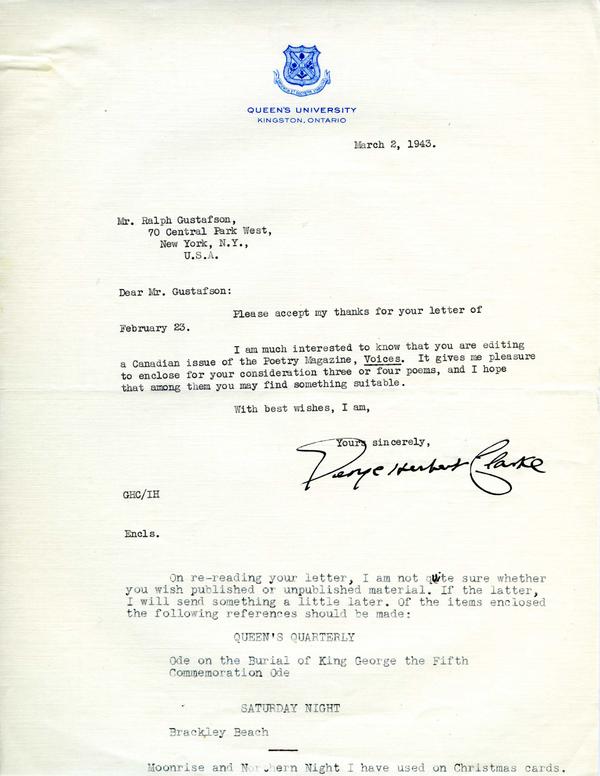 QUEEN'S UNIVERSITY
KINGSTON, ONTARIO
March 2, 1943.
Mr. Ralph Gustafson,
70 Central Park West,
New York, N.Y.,
U.S.A.
Dear Mr. Gustafson:
Please accept my thanks for your letter of
February 23.
I am much interested to know that you are editing
a Canadian issue of the Poetry Magazine, Voices. It gives me pleasure
to enclose for your consideration three or four poems, and I hope
that among them you may find something suitable.
With best wishes, I am,
Yours sincerely,
George Herbert Clarke
GHC/IH
Encls.
On re-reading your letter, I am not quite sure whether
you wish published or unpublished material. If the latter,
I will send something a little later. Of the items enclosed
the following references should be made:
QUEEN'S QUARTERLY
Ode on the Burial of King George the Fifth
Commemoration Ode
SATURDAY NIGHT
Brackley Beach
Moonrise and Northern Night I have used on Christmas cards.